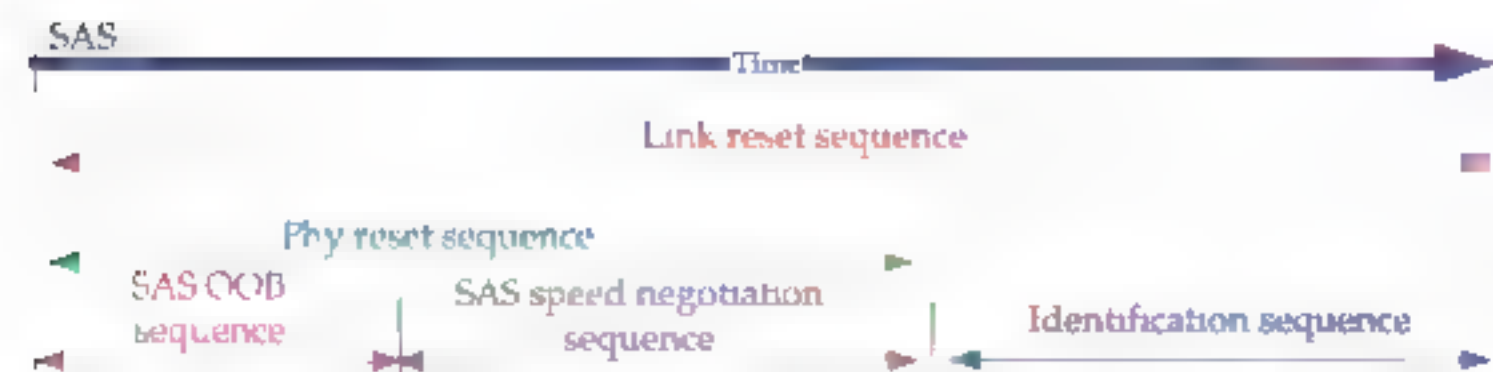 SAS
Time
Link reset sequence
Phy reset sequence
SAS OOB
sequence
SAS speed negotiation
sequence
Identification sequence